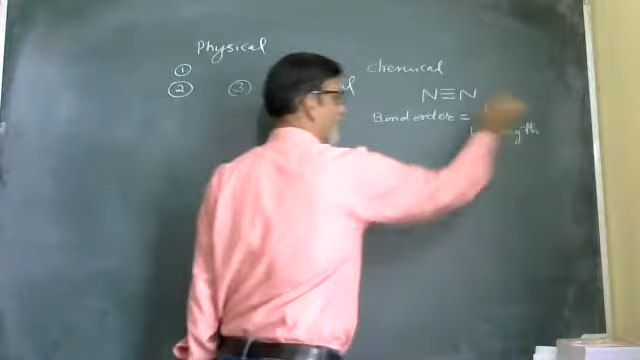 Physical
① chemical
② ③
N≡N
Bond order =